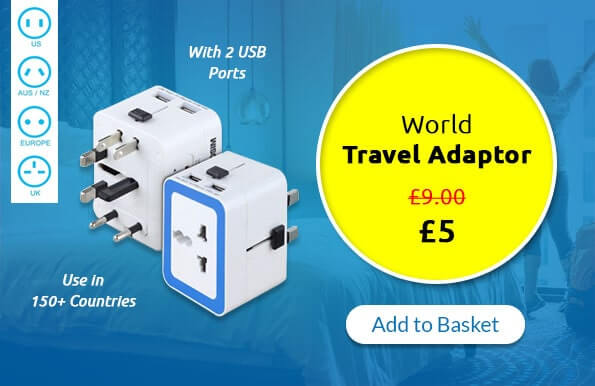 US
AUS / NZ
EUROPE
UK
With 2 USB
Ports
Use in
150+ Countries
World
Travel Adaptor
£9.00
£5
Add to Basket